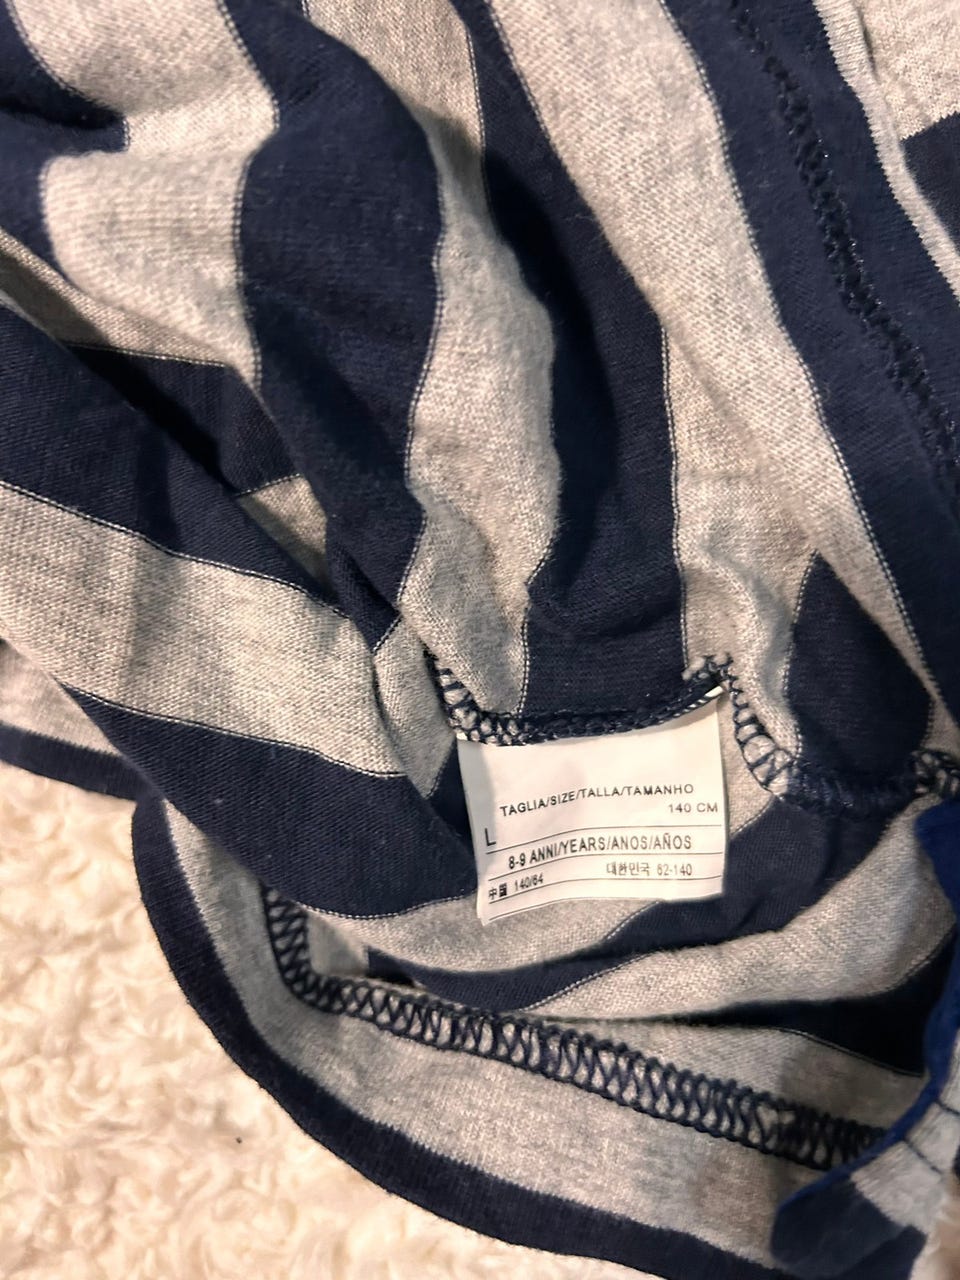 TAGLIA/SIZE/TALLA/TAMANHO
140 CM
L
8-9 ANNI/YEARS/ANOS/AÑOS
中国 140/64 대한민국 62-140